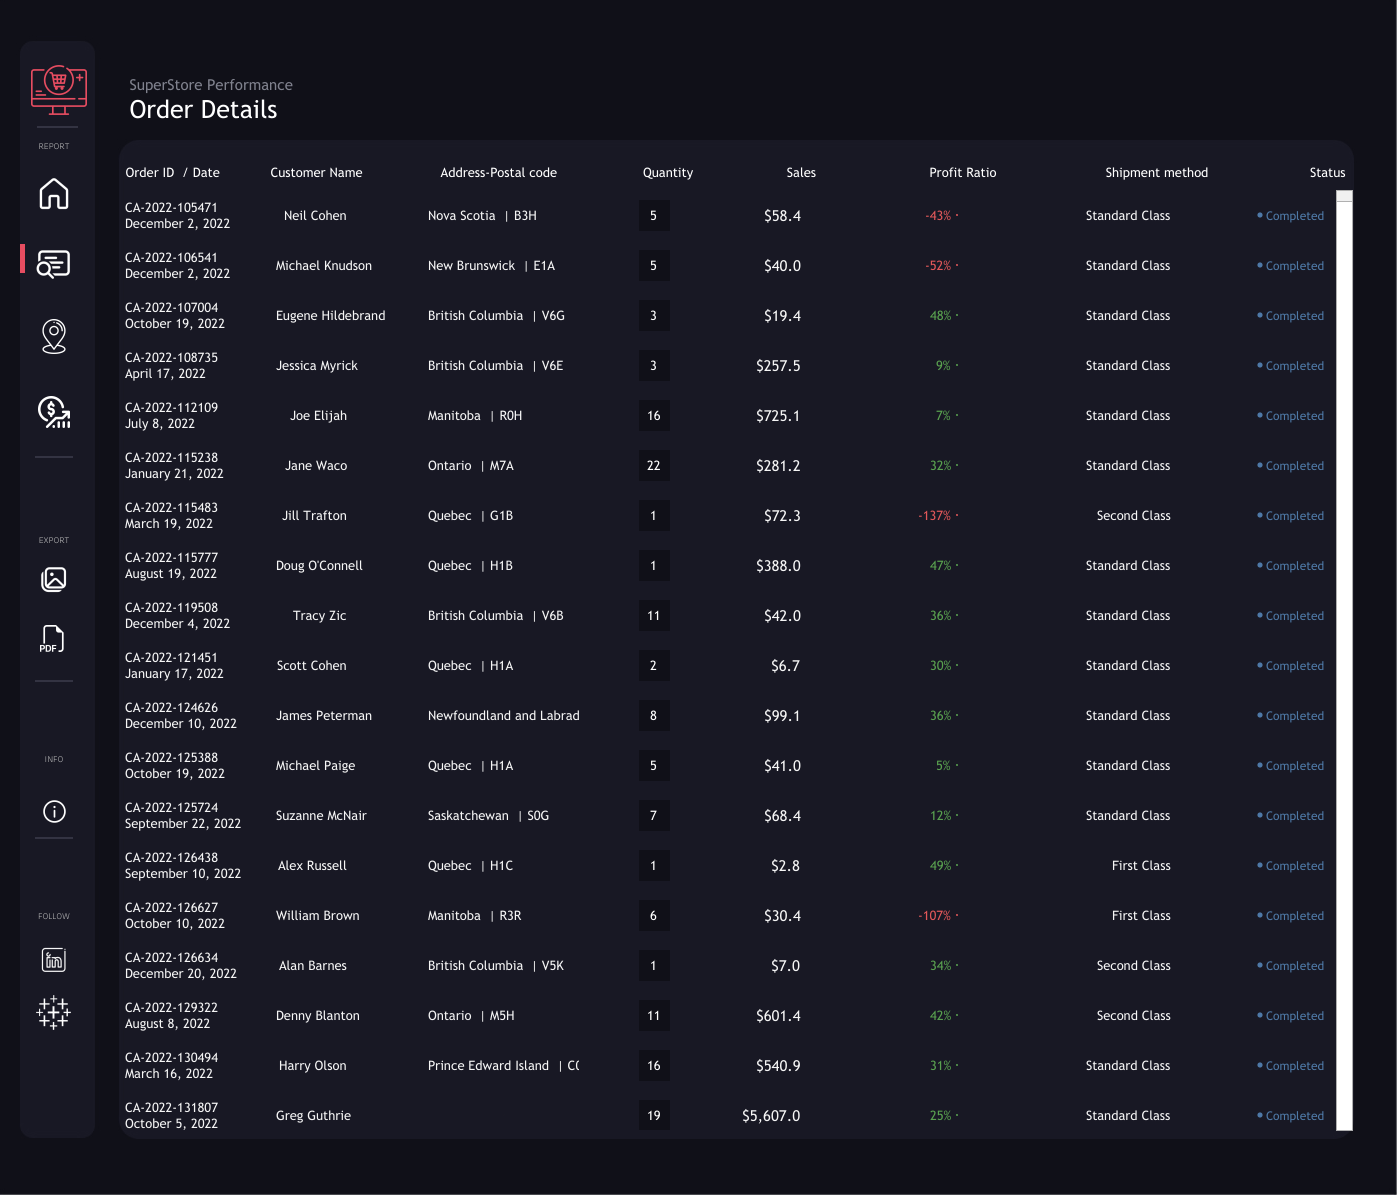 SuperStore Performance
Order Details
REPORT
EXPORT
PDF
INFO
FOLLOW
in
Order ID / Date Customer Name Address-Postal code Quantity Sales Profit Ratio Shipment method Status
CA-2022-105471
December 2, 2022 Neil Cohen Nova Scotia | B3H 5 $58.4 -43% · Standard Class • Completed
CA-2022-106541
December 2, 2022 Michael Knudson New Brunswick | E1A 5 $40.0 -52% · Standard Class • Completed
CA-2022-107004
October 19, 2022 Eugene Hildebrand British Columbia | V6G 3 $19.4 48% · Standard Class • Completed
CA-2022-108735
April 17, 2022 Jessica Myrick British Columbia | V6E 3 $257.5 9% · Standard Class • Completed
CA-2022-112109
July 8, 2022 Joe Elijah Manitoba | R0H 16 $725.1 7% · Standard Class • Completed
CA-2022-115238
January 21, 2022 Jane Waco Ontario | M7A 22 $281.2 32% · Standard Class • Completed
CA-2022-115483
March 19, 2022 Jill Trafton Quebec | G1B 1 $72.3 -137% · Second Class • Completed
CA-2022-115777
August 19, 2022 Doug O'Connell Quebec | H1B 1 $388.0 47% · Standard Class • Completed
CA-2022-119508
December 4, 2022 Tracy Zic British Columbia | V6B 11 $42.0 36% · Standard Class • Completed
CA-2022-121451
January 17, 2022 Scott Cohen Quebec | H1A 2 $6.7 30% · Standard Class • Completed
CA-2022-124626
December 10, 2022 James Peterman Newfoundland and Labrad 8 $99.1 36% · Standard Class • Completed
CA-2022-125388
October 19, 2022 Michael Paige Quebec | H1A 5 $41.0 5% · Standard Class • Completed
CA-2022-125724
September 22, 2022 Suzanne McNair Saskatchewan | S0G 7 $68.4 12% · Standard Class • Completed
CA-2022-126438
September 10, 2022 Alex Russell Quebec | H1C 1 $2.8 49% · First Class • Completed
CA-2022-126627
October 10, 2022 William Brown Manitoba | R3R 6 $30.4 -107% · First Class • Completed
CA-2022-126634
December 20, 2022 Alan Barnes British Columbia | V5K 1 $7.0 34% · Second Class • Completed
CA-2022-129322
August 8, 2022 Denny Blanton Ontario | M5H 11 $601.4 42% · Second Class • Completed
CA-2022-130494
March 16, 2022 Harry Olson Prince Edward Island | C 16 $540.9 31% · Standard Class • Completed
CA-2022-131807
October 5, 2022 Greg Guthrie 19 $5,607.0 25% · Standard Class • Completed